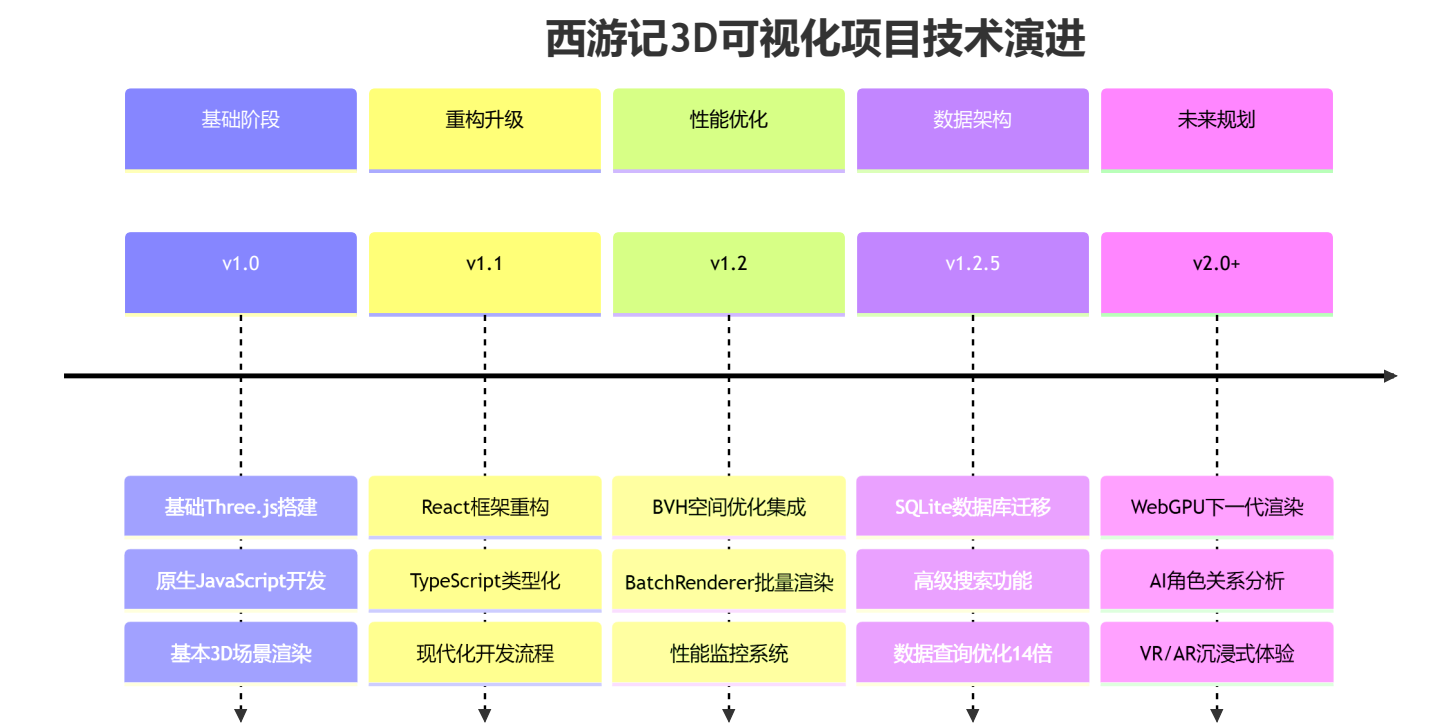 西游记3D可视化项目技术演进
基础阶段
重构升级
性能优化
数据架构
未来规划
v1.0
v1.1
v1.2
v1.2.5
v2.0+
基础Three.js搭建
React框架重构
BVH空间优化集成
SQLite数据库迁移
WebGPU下一代渲染
原生JavaScript开发
TypeScript类型化
BatchRenderer批量渲染
高级搜索功能
AI角色关系分析
基本3D场景渲染
现代化开发流程
性能监控系统
数据查询优化14倍
VR/AR沉浸式体验